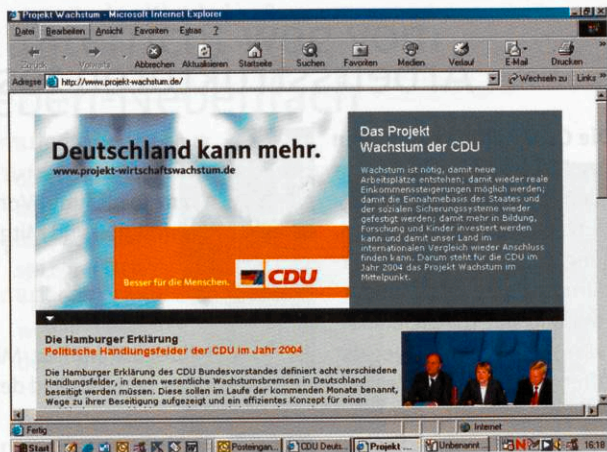 Projekt Wachstum - Microsoft Internet Explorer
Datei Bearbeiten Ansicht Favoriten Extras ?
Zurück Vorwärts Abbrechen Aktualisieren Startseite Suchen Favoriten Medien Verlauf E-Mail Drucken
Adresse http://www.projekt-wachstum.de/ Wechseln zu Links
Deutschland kann mehr.
www.projekt-wirtschaftswachstum.de
Besser für die Menschen. CDU
Das Projekt
Wachstum der CDU
Wachstum ist nötig, damit neue
Arbeitsplätze entstehen; damit wieder reale
Einkommenssteigerungen möglich werden;
damit die Einnahmebasis des Staates und
der sozialen Sicherungssysteme wieder
gefestigt werden; damit mehr in Bildung,
Forschung und Kinder investiert werden
kann und damit unser Land im
internationalen Vergleich wieder Anschluss
finden kann. Darum steht für die CDU im
Jahr 2004 das Projekt Wachstum im
Mittelpunkt.
Die Hamburger Erklärung
Politische Handlungsfelder der CDU im Jahr 2004
Die Hamburger Erklärung des CDU Bundesvorstandes definiert acht verschiedene
Handlungsfelder, in denen wesentliche Wachstumsbremsen in Deutschland
beseitigt werden müssen. Diese sollen im Laufe der kommenden Monate benannt,
Wege zu ihrer Beseitigung aufgezeigt und ein effizientes Konzept für einen
Fertig Internet
Start Posteingan... CDU Deuts... Projekt ... Unbenannt... 16:18